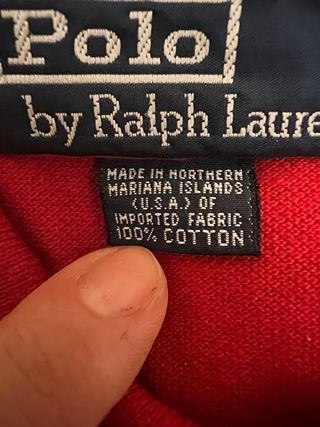 Polo
by Ralph Laure
MADE IN NORTHERN
MARIANA ISLANDS
(U.S.A.) OF
IMPORTED FABRIC
100% COTTON